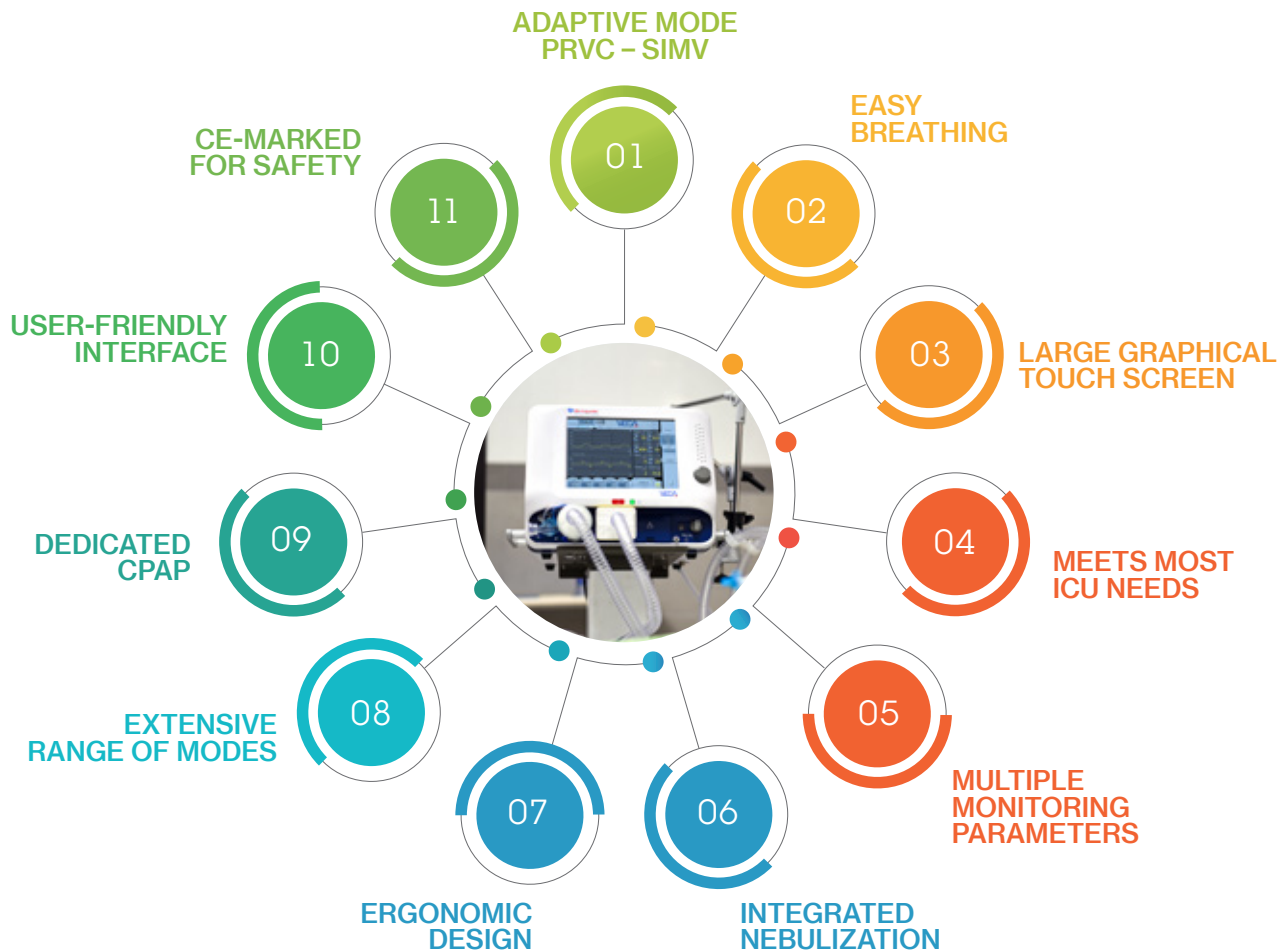 ADAPTIVE MODE
PRVC – SIMV
01
EASY
BREATHING
02
LARGE GRAPHICAL
TOUCH SCREEN
03
MEETS MOST
ICU NEEDS
04
MULTIPLE
MONITORING
PARAMETERS
05
INTEGRATED
NEBULIZATION
06
ERGONOMIC
DESIGN
07
EXTENSIVE
RANGE OF MODES
08
DEDICATED
CPAP
09
USER-FRIENDLY
INTERFACE
10
CE-MARKED
FOR SAFETY
11